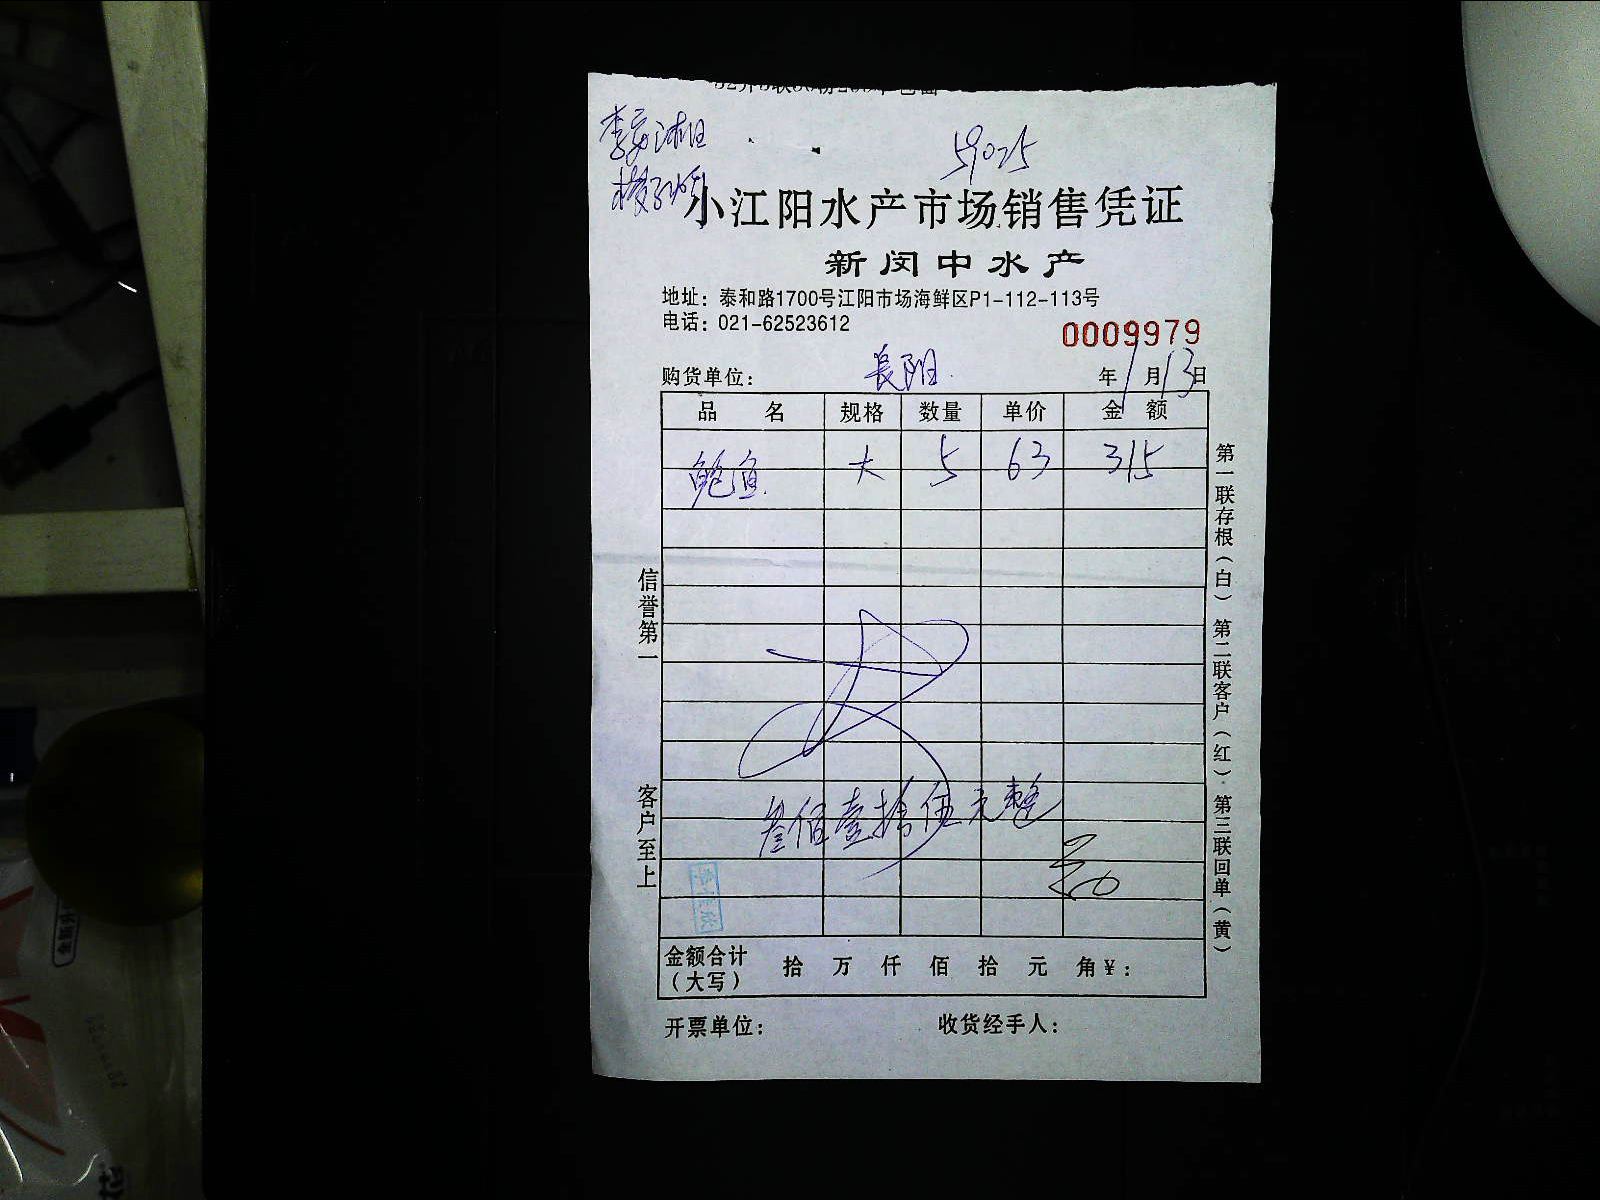 59025
小江阳水产市场销售凭证
新闵中水产
地址：泰和路1700号江阳市场海鲜区P1-112-113号
电话：021-62523612
0009979
购货单位：長阳 年1月13日
品 名 规格 数量 单价 金 额
鲍鱼 大 5 63 315
叁佰壹拾伍元整
金额合计（大写） 拾 万 仟 佰 拾 元 角 ¥：
开票单位： 收货经手人：
信誉第一
客户至上
第一联存根（白）第二联客户（红）·第三联回单（黄）